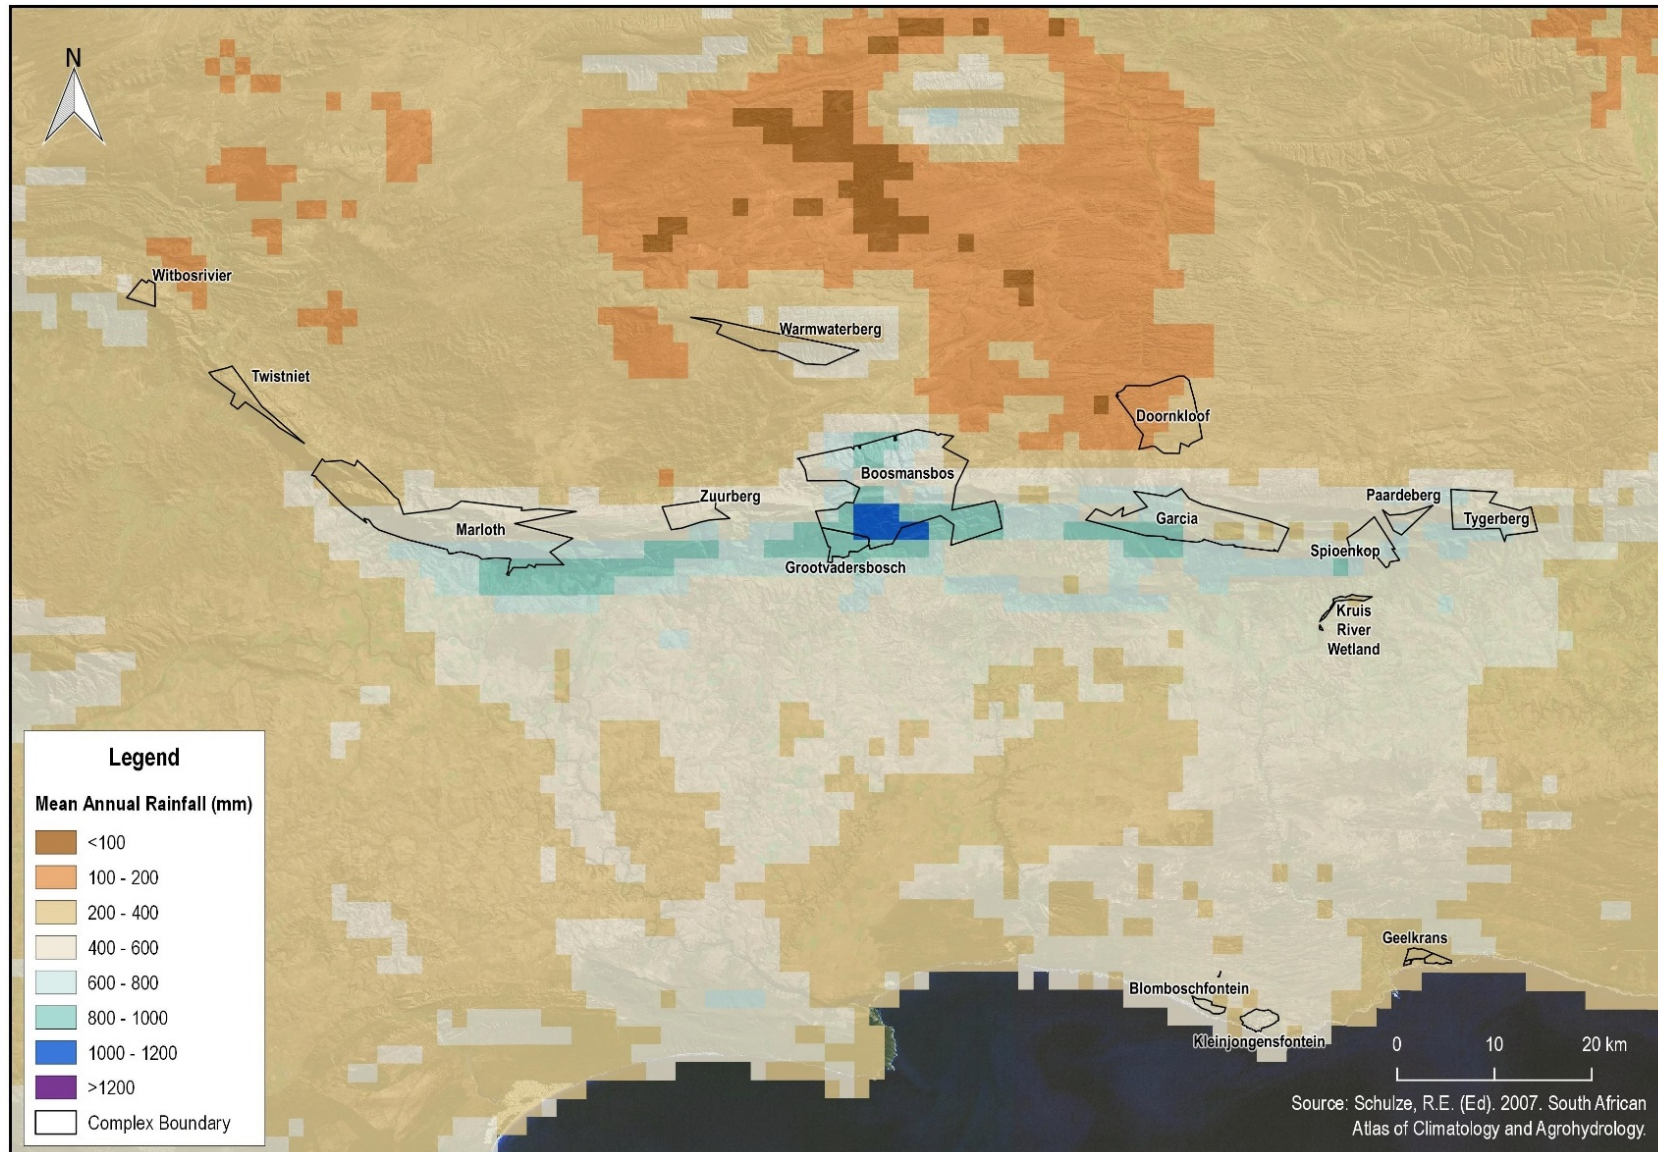 N
Witbosrivier
Warmwaterberg
Twistniet
Doornkloof
Boosmansbos
Zuurberg
Paardeberg
Marloth
Garcia
Tygerberg
Spioenkop
Grootvadersbosch
Kruis
River
Wetland
Geelkrans
Blomboschfontein
Kleinjongensfontein
Legend
Mean Annual Rainfall (mm)
<100
100 - 200
200 - 400
400 - 600
600 - 800
800 - 1000
1000 - 1200
>1200
Complex Boundary
0 10 20 km
Source: Schulze, R.E. (Ed). 2007. South African
Atlas of Climatology and Agrohydrology.